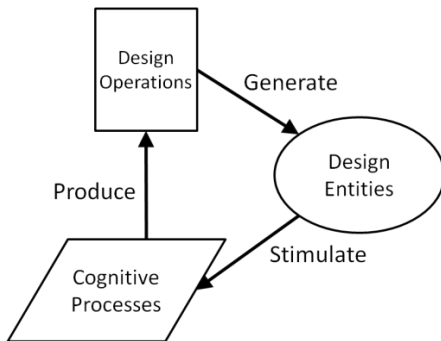 Design
Operations
Generate
Design
Entities
Produce
Stimulate
Cognitive
Processes